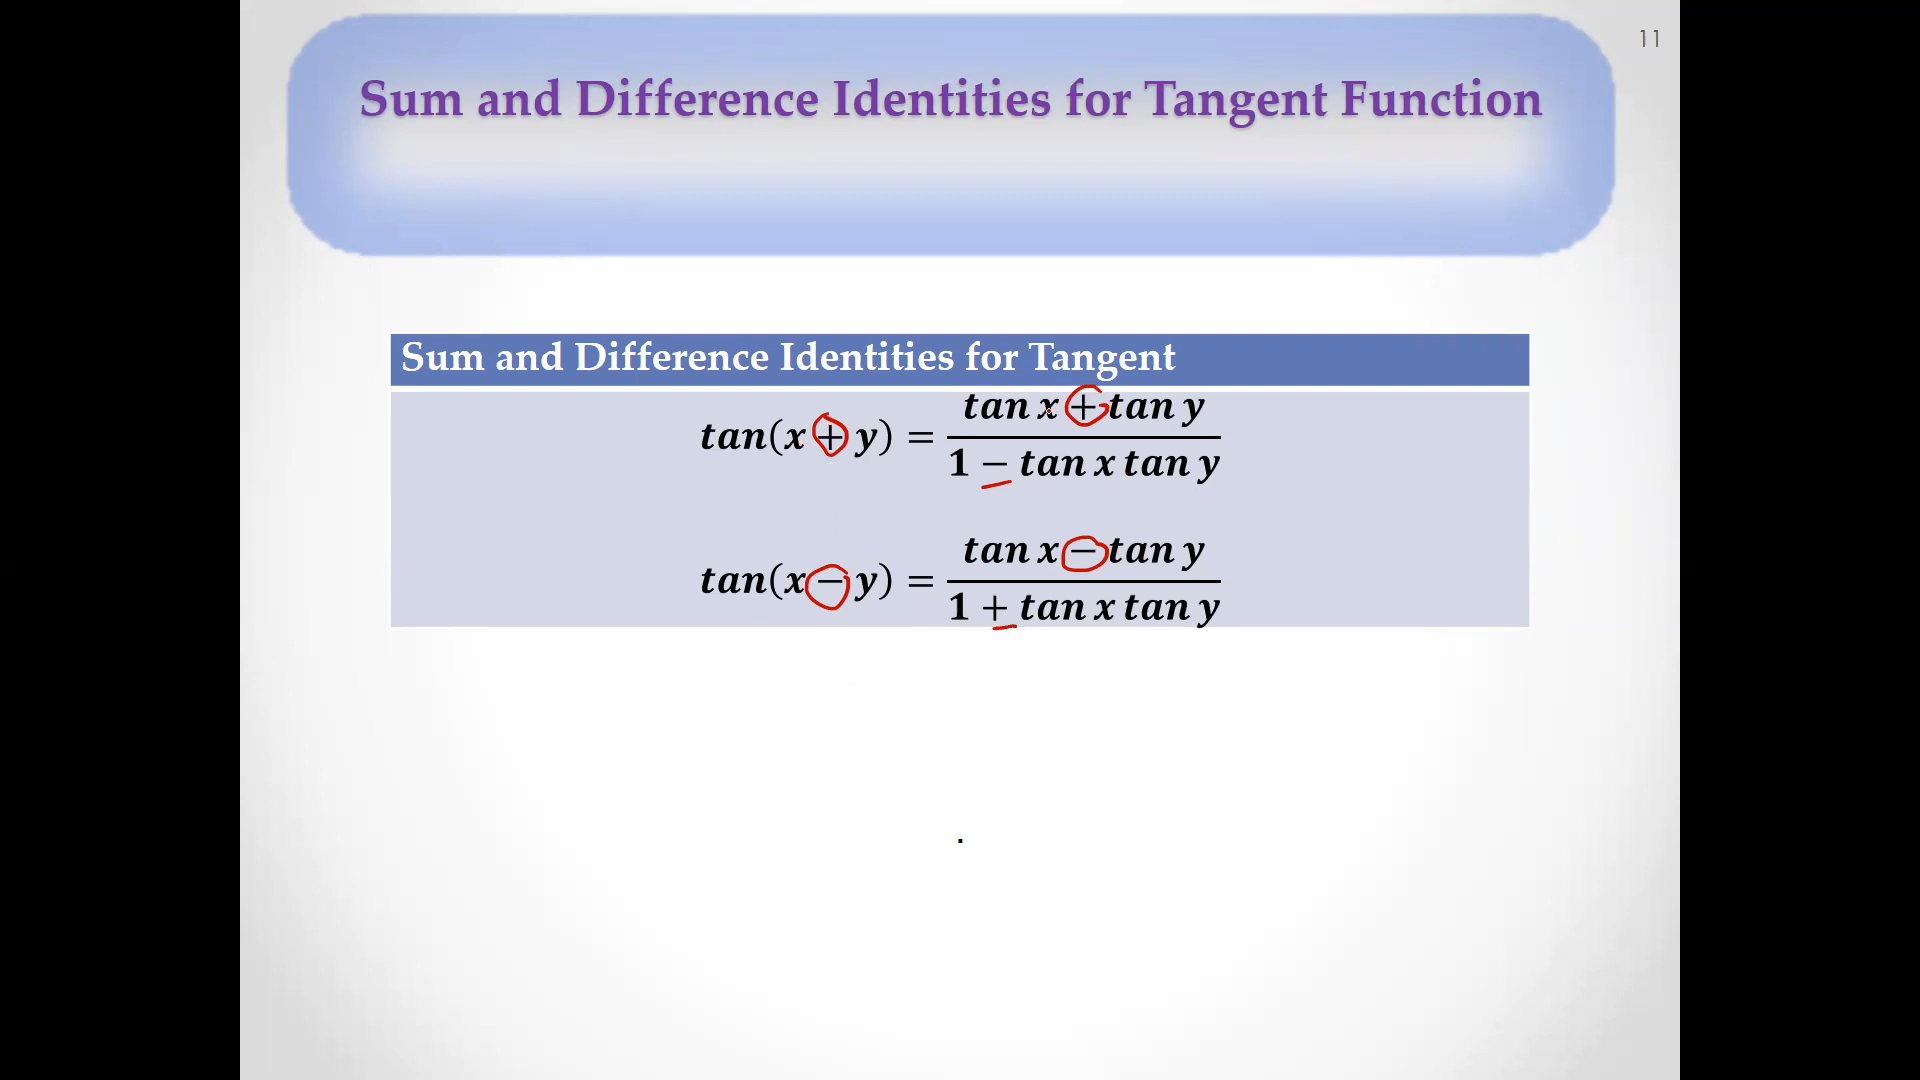 11
Sum and Difference Identities for Tangent Function
Sum and Difference Identities for Tangent
tan(x + y) = (tan x + tan y) / (1 − tan x tan y)
tan(x − y) = (tan x − tan y) / (1 + tan x tan y)
.